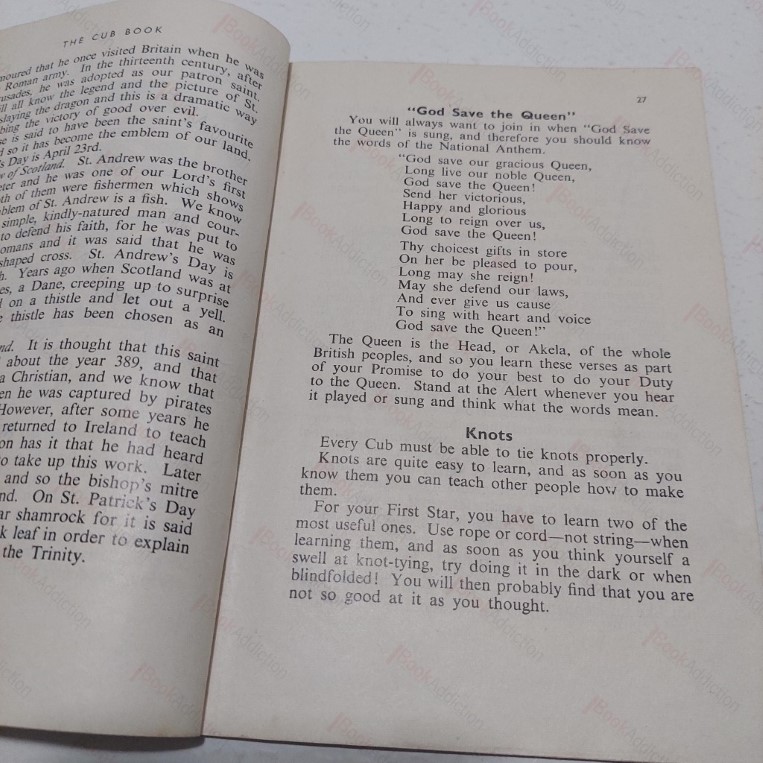 THE CUB BOOK
noured that he once visited Britain when he was
Roman army. In the thirteenth century, after
usades, he was adopted as our patron saint.
ll all know the legend and the picture of St.
slaying the dragon and this is a dramatic way
bing the victory of good over evil.
e is said to have been the saint's favourite
d so it has become the emblem of our land.
's Day is April 23rd.
of Scotland. St. Andrew was the brother
eter and he was one of our Lord's first
th of them were fishermen which shows
blem of St. Andrew is a fish. We know
simple, kindly-natured man and cour-
to defend his faith, for he was put to
omans and it was said that he was
shaped cross. St. Andrew's Day is
h. Years ago when Scotland was at
es, a Dane, creeping up to surprise
d on a thistle and let out a yell.
e thistle has been chosen as an
nd. It is thought that this saint
about the year 389, and that
a Christian, and we know that
en he was captured by pirates
However, after some years he
returned to Ireland to teach
on has it that he had heard
o take up this work. Later
and so the bishop's mitre
nd. On St. Patrick's Day
ar shamrock for it is said
k leaf in order to explain
the Trinity.
27
"God Save the Queen"
You will always want to join in when "God Save
the Queen" is sung, and therefore you should know
the words of the National Anthem.
"God save our gracious Queen,
Long live our noble Queen,
God save the Queen!
Send her victorious,
Happy and glorious
Long to reign over us,
God save the Queen!
Thy choicest gifts in store
On her be pleased to pour,
Long may she reign!
May she defend our laws,
And ever give us cause
To sing with heart and voice
God save the Queen!"
The Queen is the Head, or Akela, of the whole
British peoples, and so you learn these verses as part
of your Promise to do your best to do your Duty
to the Queen. Stand at the Alert whenever you hear
it played or sung and think what the words mean.
Knots
Every Cub must be able to tie knots properly.
Knots are quite easy to learn, and as soon as you
know them you can teach other people how to make
them.
For your First Star, you have to learn two of the
most useful ones. Use rope or cord—not string—when
learning them, and as soon as you think yourself a
swell at knot-tying, try doing it in the dark or when
blindfolded! You will then probably find that you are
not so good at it as you thought.
BookAddiction